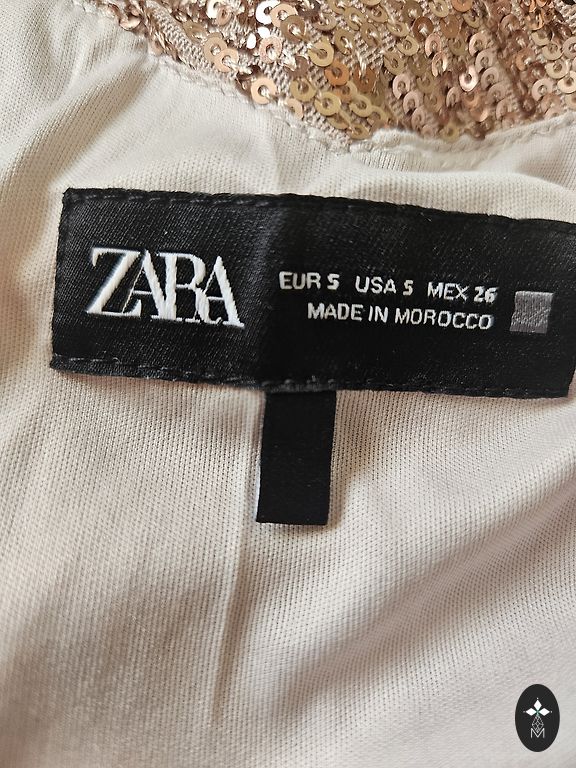 ZARA
EUR S USA S MEX 26
MADE IN MOROCCO
M